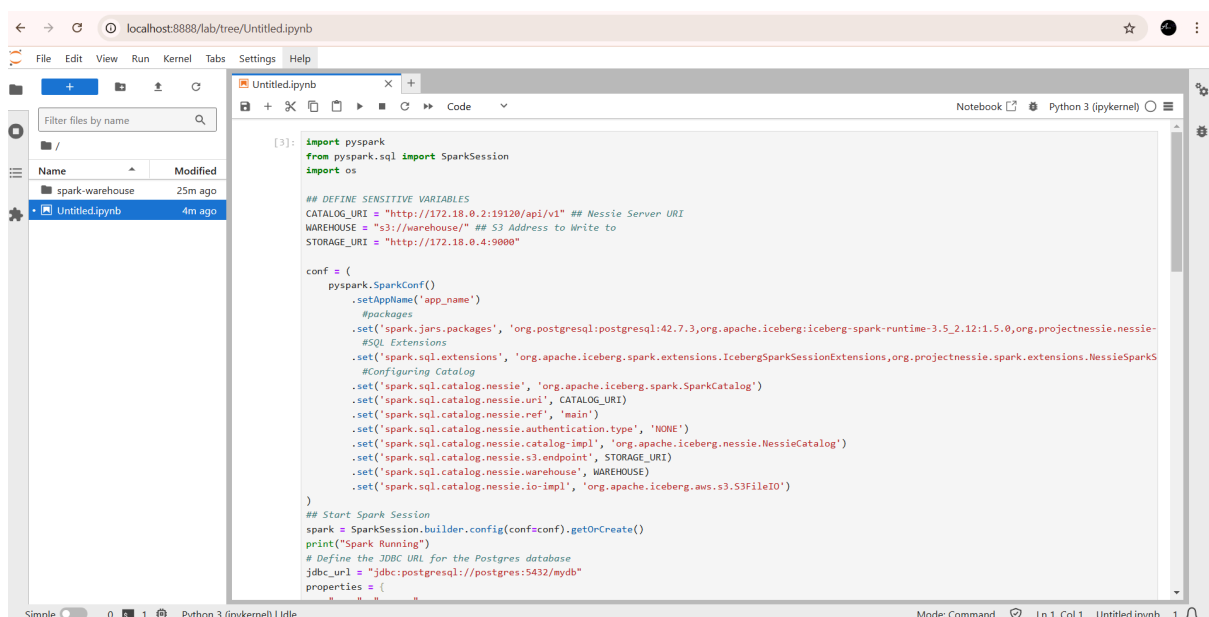 localhost:8888/lab/tree/Untitled.ipynb
File Edit View Run Kernel Tabs Settings Help
Untitled.ipynb
Code
Notebook
Python 3 (ipykernel)
Filter files by name
/
Name Modified
spark-warehouse 25m ago
Untitled.ipynb 4m ago
[3]: import pyspark
from pyspark.sql import SparkSession
import os
## DEFINE SENSITIVE VARIABLES
CATALOG_URI = "http://172.18.0.2:19120/api/v1" ## Nessie Server URI
WAREHOUSE = "s3://warehouse/" ## S3 Address to Write to
STORAGE_URI = "http://172.18.0.4:9000"
conf = (
pyspark.SparkConf()
.setAppName('app_name')
#packages
.set('spark.jars.packages', 'org.postgresql:postgresql:42.7.3,org.apache.iceberg:iceberg-spark-runtime-3.5_2.12:1.5.0,org.projectnessie.nessie-
#SQL Extensions
.set('spark.sql.extensions', 'org.apache.iceberg.spark.extensions.IcebergSparkSessionExtensions,org.projectnessie.spark.extensions.NessieSparkS
#Configuring Catalog
.set('spark.sql.catalog.nessie', 'org.apache.iceberg.spark.SparkCatalog')
.set('spark.sql.catalog.nessie.uri', CATALOG_URI)
.set('spark.sql.catalog.nessie.ref', 'main')
.set('spark.sql.catalog.nessie.authentication.type', 'NONE')
.set('spark.sql.catalog.nessie.catalog-impl', 'org.apache.iceberg.nessie.NessieCatalog')
.set('spark.sql.catalog.nessie.s3.endpoint', STORAGE_URI)
.set('spark.sql.catalog.nessie.warehouse', WAREHOUSE)
.set('spark.sql.catalog.nessie.io-impl', 'org.apache.iceberg.aws.s3.S3FileIO')
)
## Start Spark Session
spark = SparkSession.builder.config(conf=conf).getOrCreate()
print("Spark Running")
# Define the JDBC URL for the Postgres database
jdbc_url = "jdbc:postgresql://postgres:5432/mydb"
properties = {
Simple 0 1 Python 3 (ipykernel) | Idle
Mode: Command Ln 1, Col 1 Untitled.ipynb 1